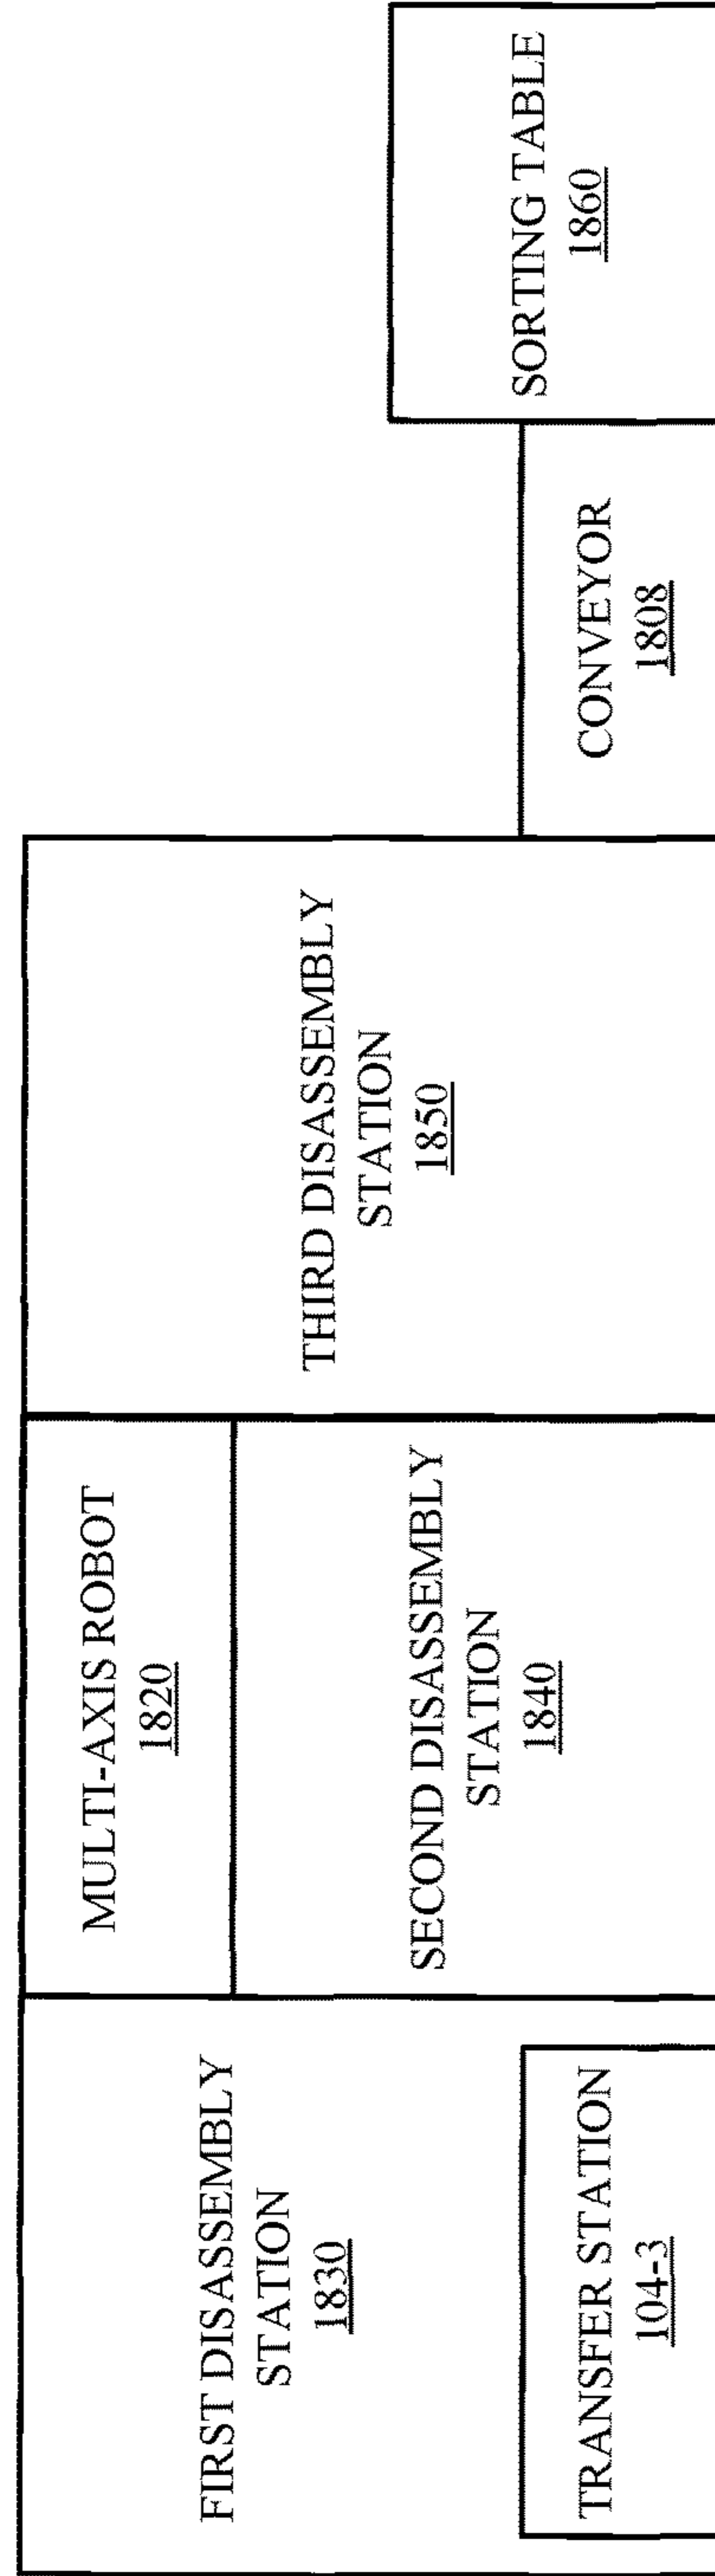 FIRST DISASSEMBLY
STATION
1830
TRANSFER STATION
104-3
MULTI-AXIS ROBOT
1820
SECOND DISASSEMBLY
STATION
1840
THIRD DISASSEMBLY
STATION
1850
CONVEYOR
1808
SORTING TABLE
1860